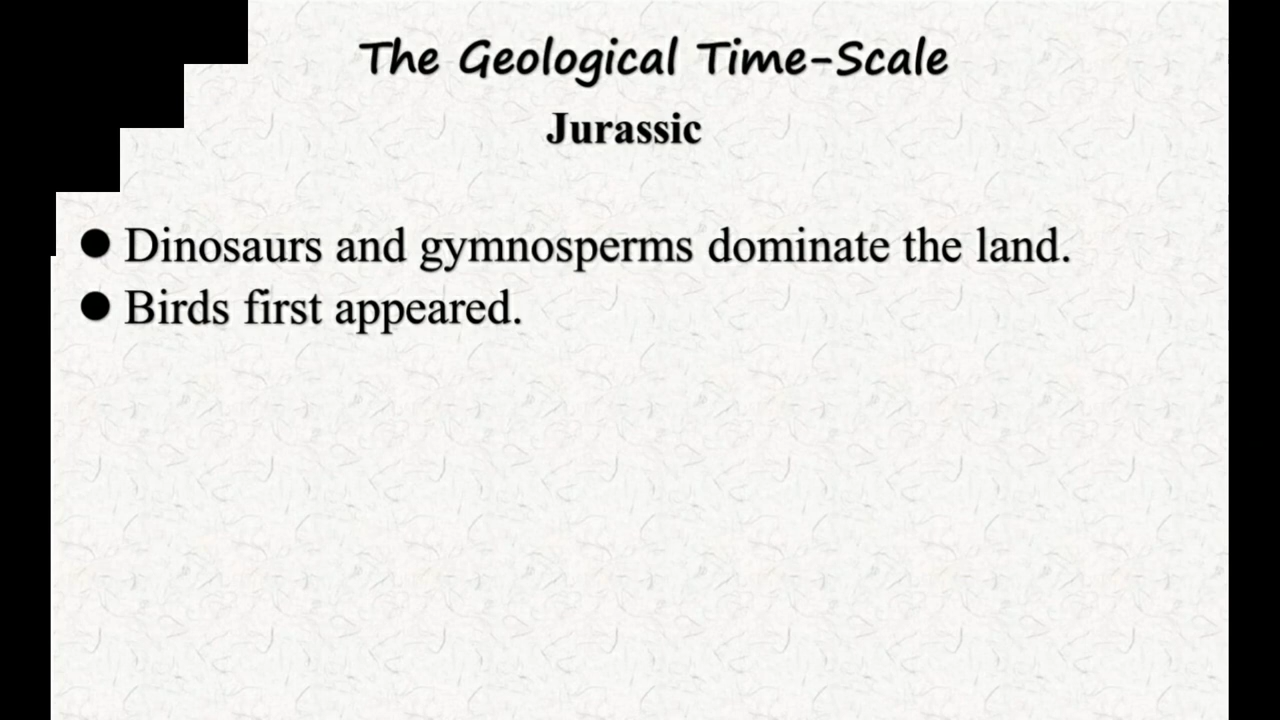 The Geological Time-Scale
Jurassic
● Dinosaurs and gymnosperms dominate the land.
● Birds first appeared.